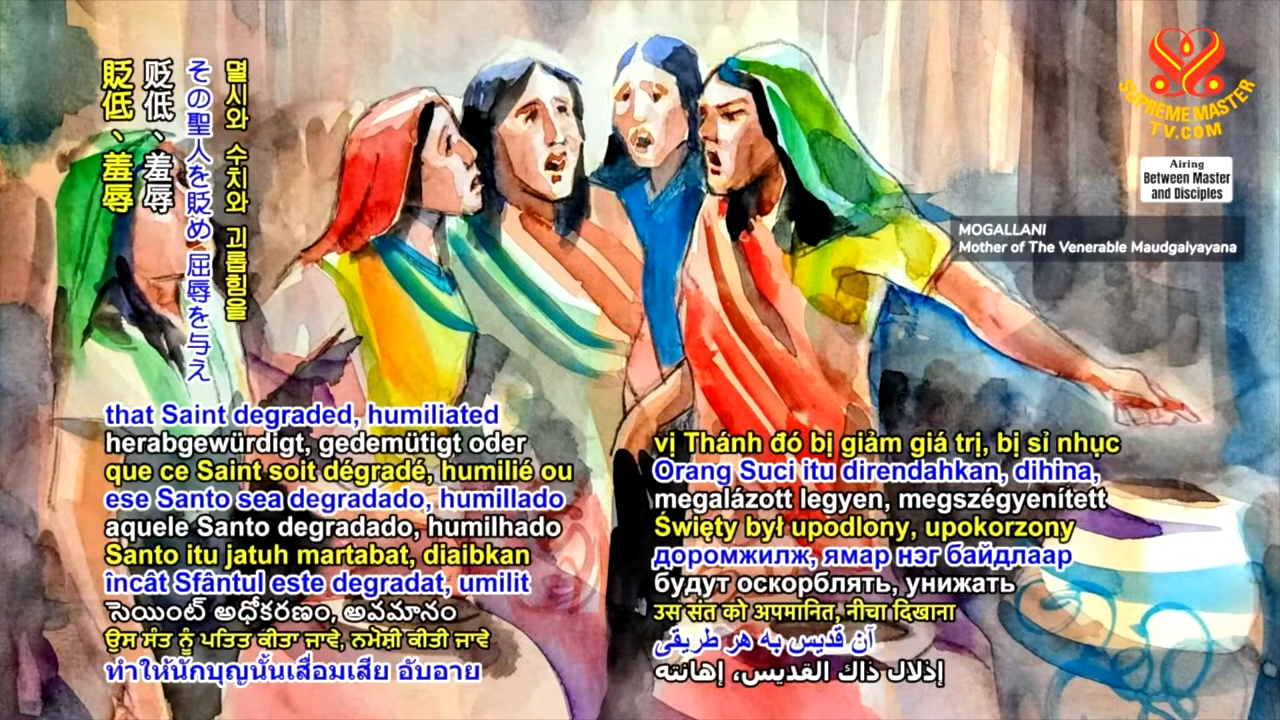 멸시와 수치와 괴롭힘을
その聖人を貶め 屈辱を与え
贬低、羞辱
貶低、羞辱
SUPREME MASTER
TV.COM
Airing
Between Master
and Disciples
MOGALLANI
Mother of The Venerable Maudgalyayana
that Saint degraded, humiliated
herabgewürdigt, gedemütigt oder
que ce Saint soit dégradé, humilié ou
ese Santo sea degradado, humillado
aquele Santo degradado, humilhado
Santo itu jatuh martabat, diaibkan
încât Sfântul este degradat, umilit
సెయింట్ అధోకరణం, అవమానం
ਉਸ ਸੰਤ ਨੂੰ ਪਤਿਤ ਕੀਤਾ ਜਾਵੇ, ਨਮੋਸ਼ੀ ਕੀਤੀ ਜਾਵੇ
ทำให้นักบุญนั้นเสื่อมเสีย อับอาย
vị Thánh đó bị giảm giá trị, bị sỉ nhục
Orang Suci itu direndahkan, dihina,
megalázott legyen, megszégyenített
Święty był upodlony, upokorzony
доромжилж, ямар нэг байдлаар
будут оскорблять, унижать
उस संत को अपमानित, नीचा दिखाना
آن قدیس به هر طریقی
إذلال ذاك القديس، إهانته